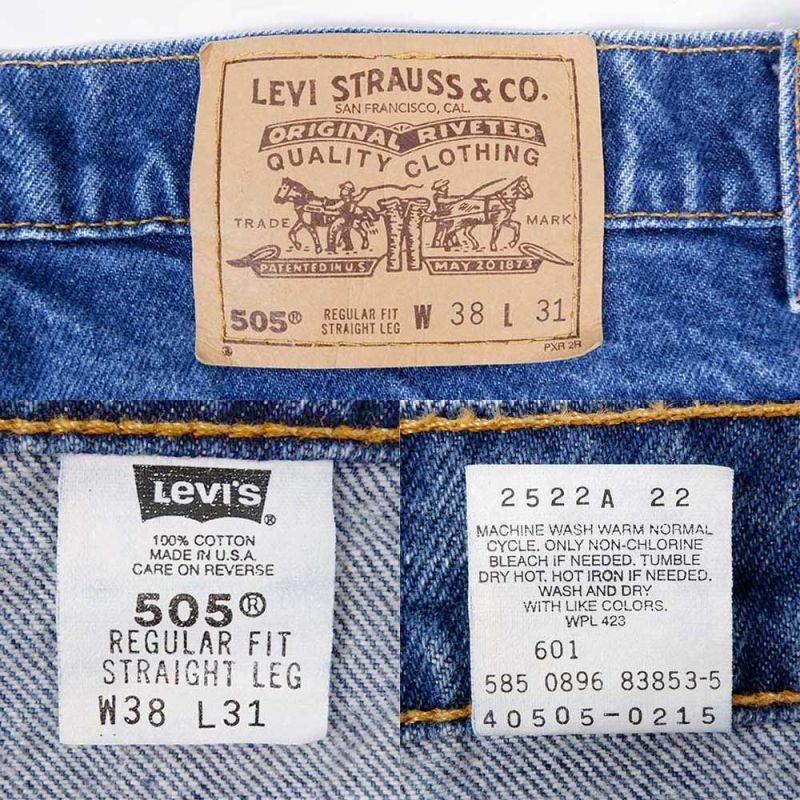 LEVI STRAUSS & CO.
SAN FRANCISCO, CAL.
ORIGINAL RIVETED
QUALITY CLOTHING
TRADE MARK
PATENTED IN U.S. MAY 20 1873
505® REGULAR FIT STRAIGHT LEG W 38 L 31
PXR 2R
LEVI'S®
100% COTTON
MADE IN U.S.A.
CARE ON REVERSE
505®
REGULAR FIT
STRAIGHT LEG
W38 L31
2522A 22
MACHINE WASH WARM NORMAL
CYCLE. ONLY NON-CHLORINE
BLEACH IF NEEDED. TUMBLE
DRY HOT. HOT IRON IF NEEDED.
WASH AND DRY
WITH LIKE COLORS.
WPL 423
601
585 0896 83853-5
40505-0215